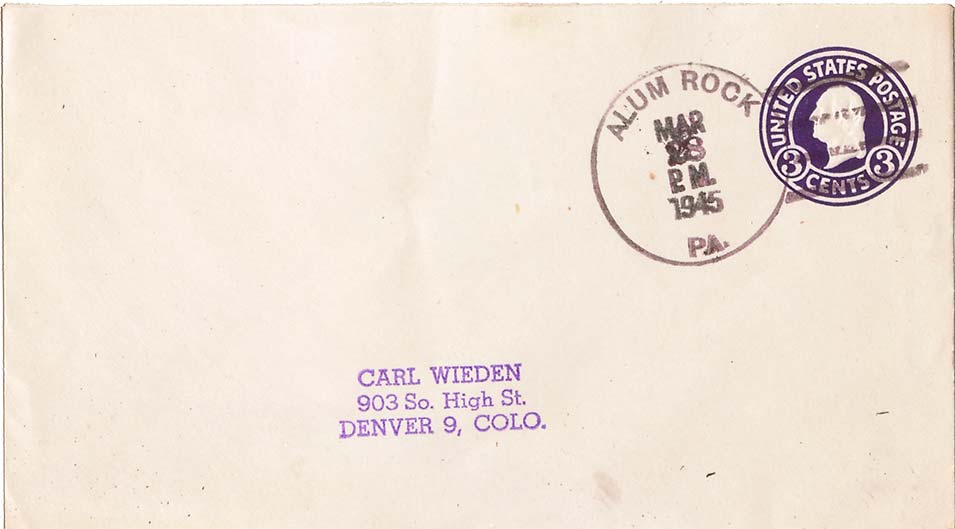 ALUM ROCK
MAR
P.M.
1945
PA.
UNITED STATES POSTAGE
3 CENTS 3
CARL WIEDEN
903 So. High St.
DENVER 9, COLO.